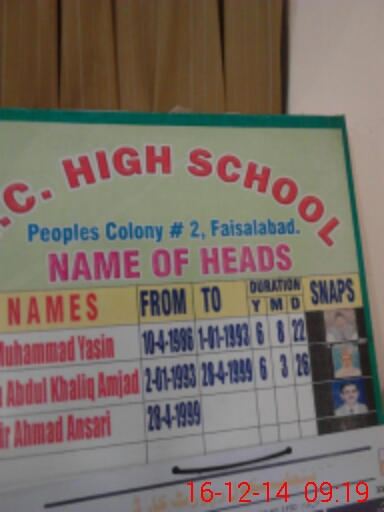 .C. HIGH SCHOOL
Peoples Colony # 2, Faisalabad.
NAME OF HEADS
NAMES FROM TO DURATION Y M D SNAPS
Muhammad Yasin 10-4-1986 1-01-1993 6 8 22
Abdul Khaliq Amjad 2-01-1993 28-4-1999 6 3 26
Ahmad Ansari 28-4-1999
16-12-14 09:19